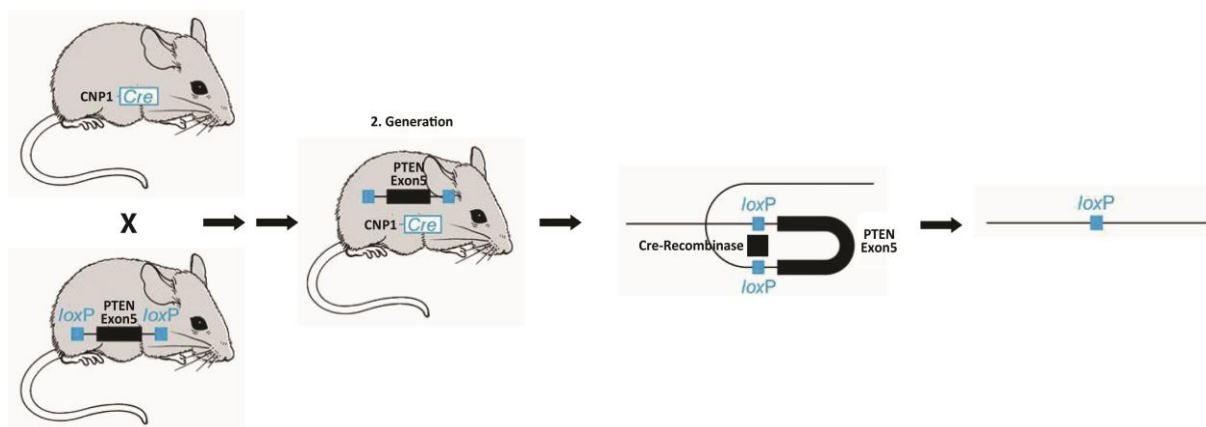 CNP1 Cre
X
loxP PTEN Exon5 loxP
2. Generation
PTEN
Exon5
CNP1 Cre
loxP
Cre-Recombinase
PTEN
Exon5
loxP
loxP